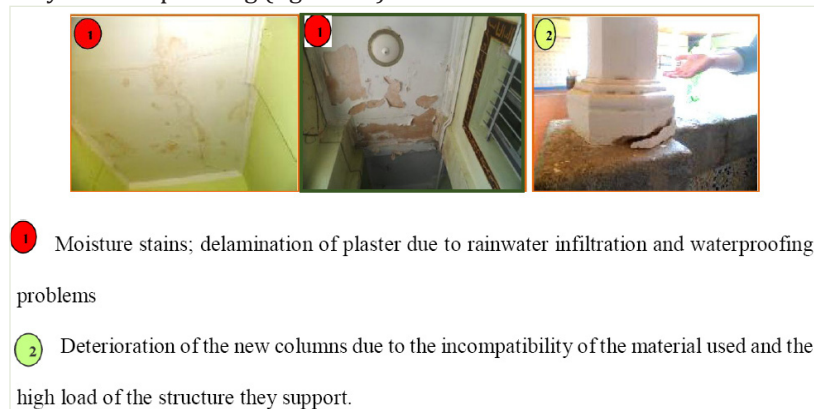 1
1
2
1 Moisture stains; delamination of plaster due to rainwater infiltration and waterproofing
problems
2 Deterioration of the new columns due to the incompatibility of the material used and the
high load of the structure they support.